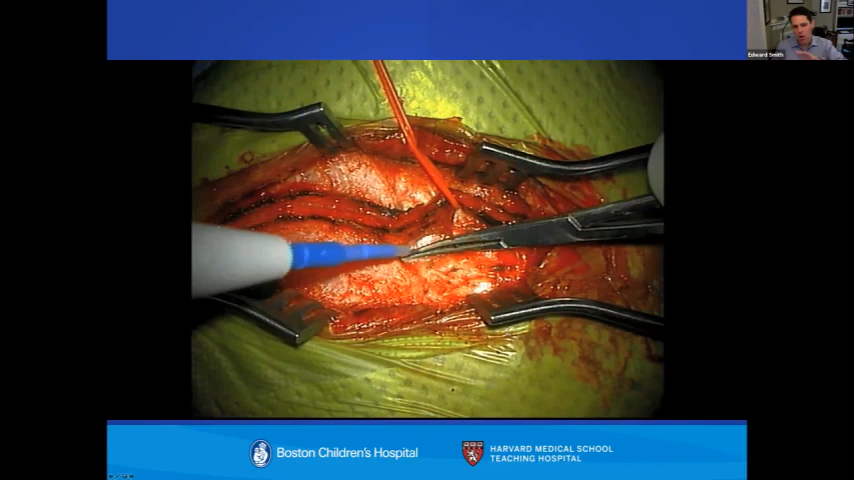 Edward Smith
Boston Children's Hospital
HARVARD MEDICAL SCHOOL
TEACHING HOSPITAL